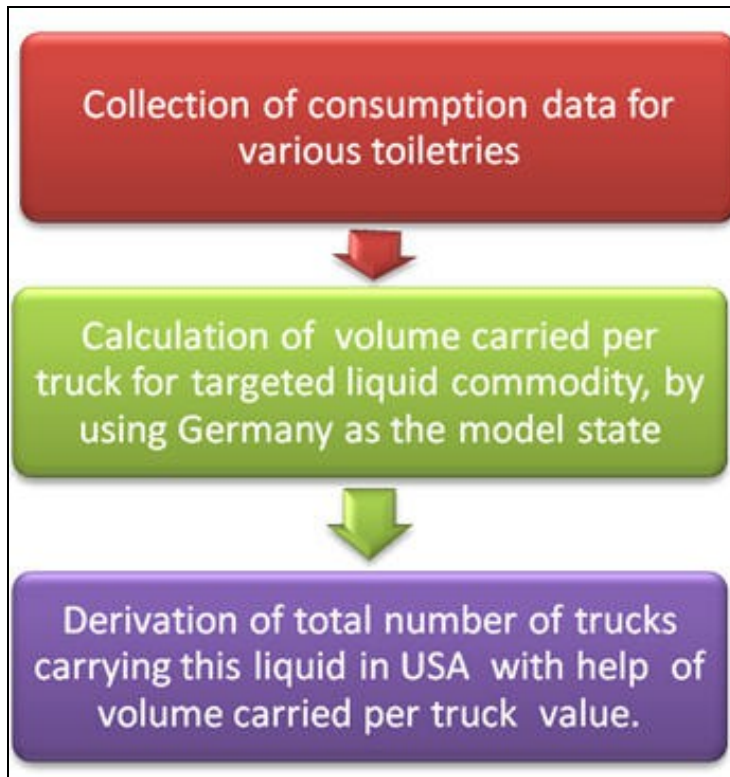 Collection of consumption data for
various toiletries
Calculation of volume carried per
truck for targeted liquid commodity, by
using Germany as the model state
Derivation of total number of trucks
carrying this liquid in USA with help of
volume carried per truck value.